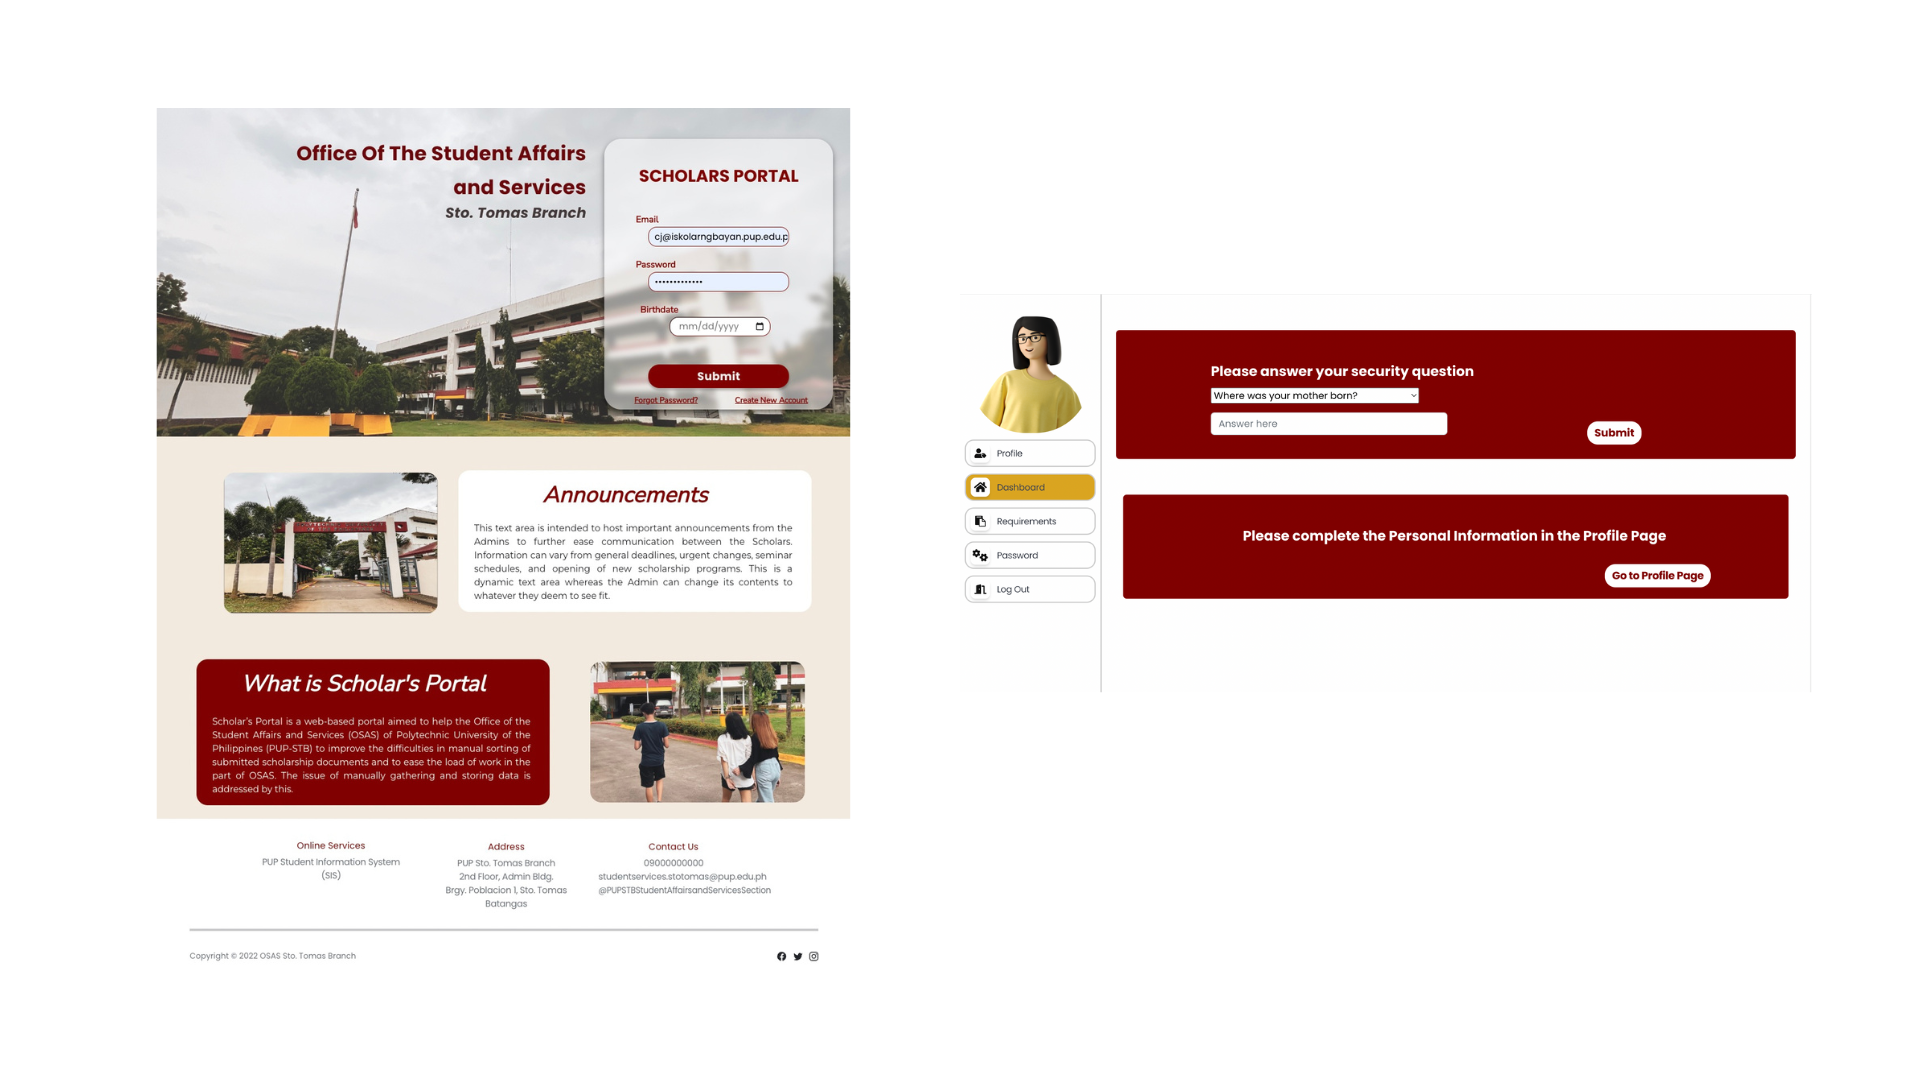 Office Of The Student Affairs
and Services
Sto. Tomas Branch
SCHOLARS PORTAL
Email
cj@iskolarngbayan.pup.edu.p
Password
•••••••••••••
Birthdate
mm/dd/yyyy
Submit
Forgot Password?
Create New Account
Announcements
This text area is intended to host important announcements from the
Admins to further ease communication between the Scholars.
Information can vary from general deadlines, urgent changes, seminar
schedules, and opening of new scholarship programs. This is a
dynamic text area whereas the Admin can change its contents to
whatever they deem to see fit.
What is Scholar's Portal
Scholar's Portal is a web-based portal aimed to help the Office of the
Student Affairs and Services (OSAS) of Polytechnic University of the
Philippines (PUP-STB) to improve the difficulties in manual sorting of
submitted scholarship documents and to ease the load of work in the
part of OSAS. The issue of manually gathering and storing data is
addressed by this.
Online Services
PUP Student Information System
(SIS)
Address
PUP Sto. Tomas Branch
2nd Floor, Admin Bldg.
Brgy. Poblacion 1, Sto. Tomas
Batangas
Contact Us
09000000000
studentservices.stotomas@pup.edu.ph
@PUPSTBStudentAffairsandServicesSection
Copyright © 2022 OSAS Sto. Tomas Branch
Profile
Dashboard
Requirements
Password
Log Out
Please answer your security question
Where was your mother born?
Answer here
Submit
Please complete the Personal Information in the Profile Page
Go to Profile Page